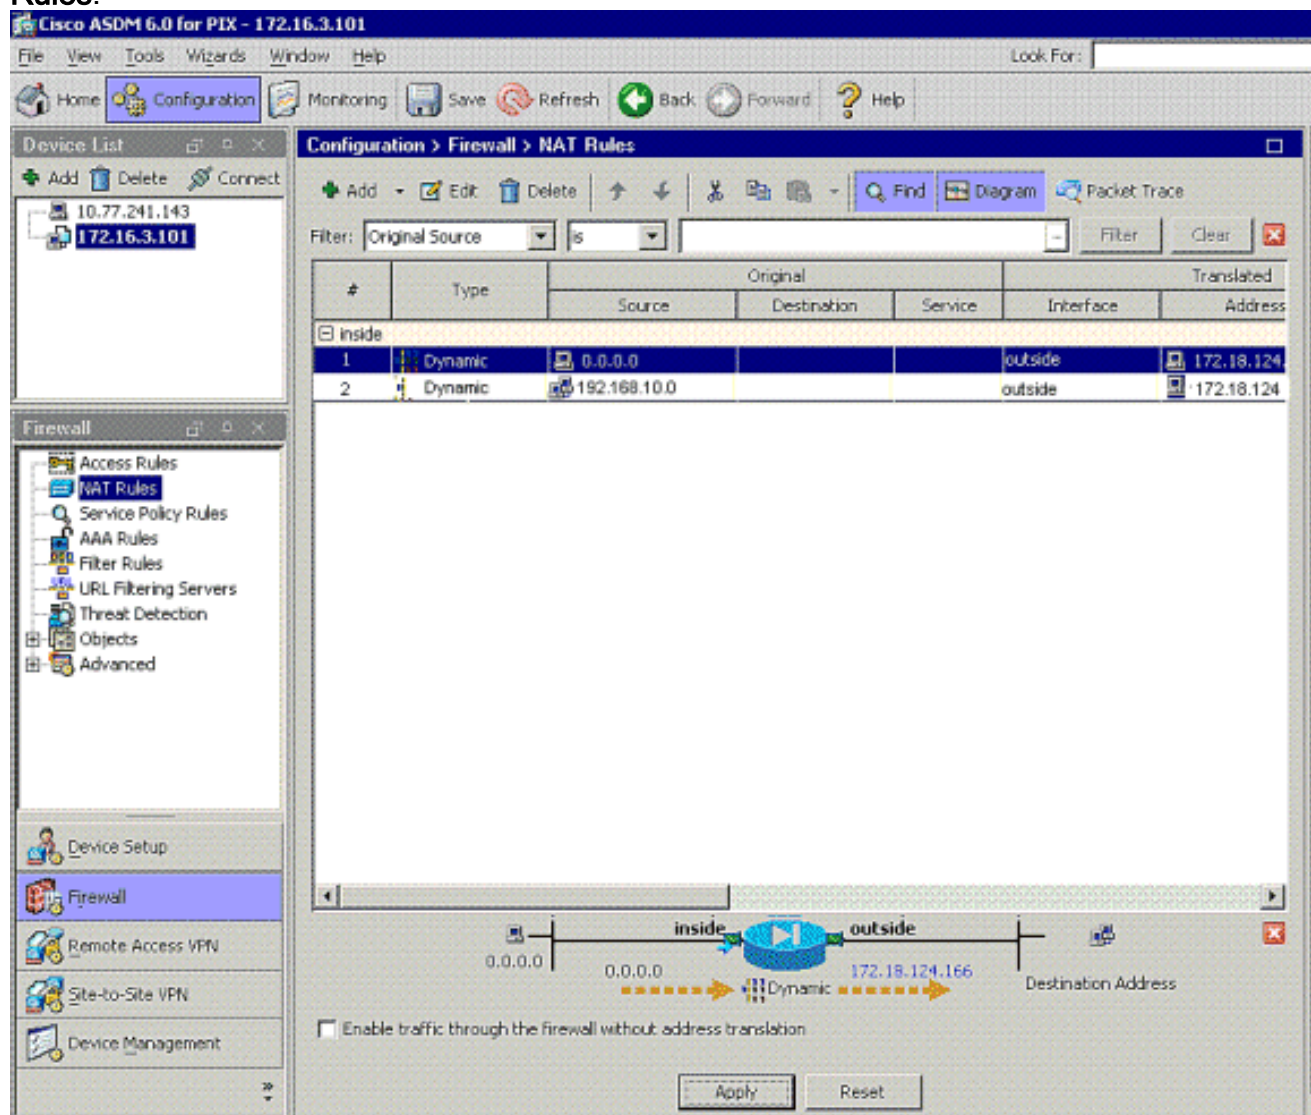 Rules.
Cisco ASDM 6.0 for PIX - 172.16.3.101
File View Tools Wizards Window Help Look For:
Home Configuration Monitoring Save Refresh Back Forward Help
Device List
Add Delete Connect
10.77.241.143
172.16.3.101
Configuration > Firewall > NAT Rules
Add Edit Delete Find Diagram Packet Trace
Filter: Original Source is Filter Clear
# Type Original Translated
Source Destination Service Interface Address
inside
1 Dynamic 0.0.0.0 outside 172.18.124.
2 Dynamic 192.168.10.0 outside 172.18.124
Firewall
Access Rules
NAT Rules
Service Policy Rules
AAA Rules
Filter Rules
URL Filtering Servers
Threat Detection
Objects
Advanced
Device Setup
Firewall
Remote Access VPN
Site-to-Site VPN
Device Management
inside outside
0.0.0.0 0.0.0.0 172.18.124.166
Dynamic Destination Address
Enable traffic through the firewall without address translation
Apply Reset